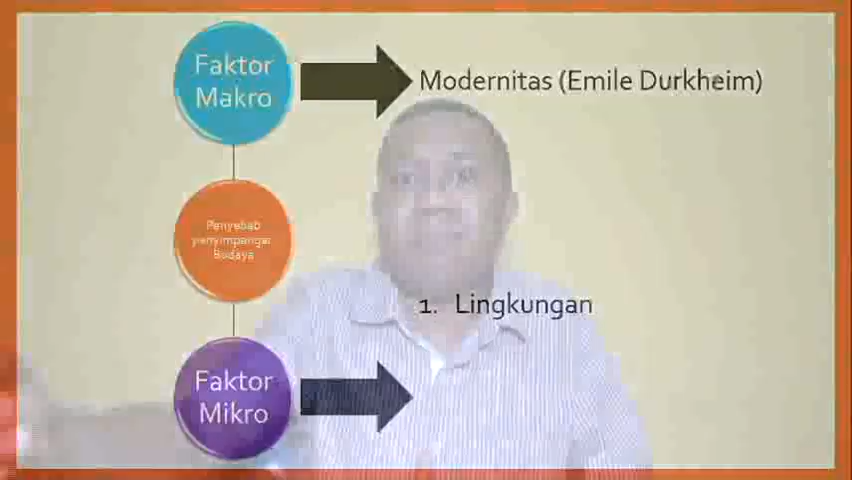 Faktor
Makro
Modernitas (Emile Durkheim)
Penyebab
penyimpangan
Budaya
1. Lingkungan
Faktor
Mikro